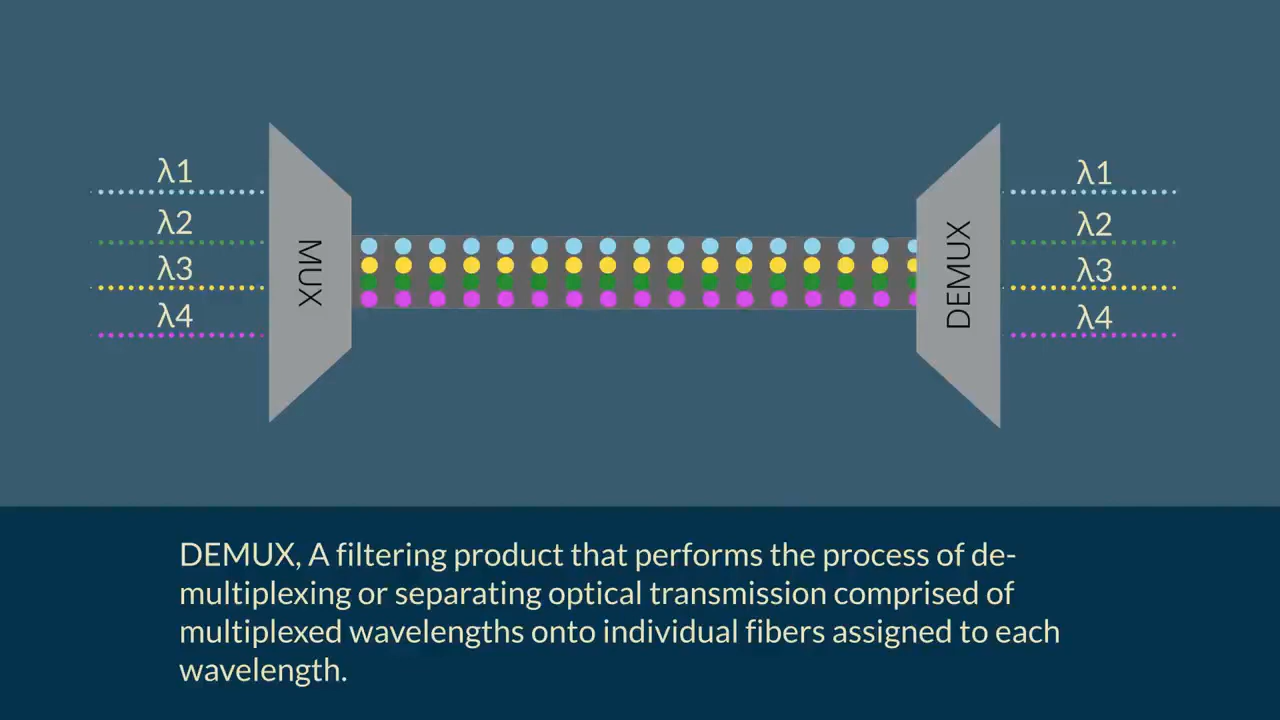 λ1
λ2
λ3
λ4
MUX
DEMUX
λ1
λ2
λ3
λ4
DEMUX, A filtering product that performs the process of de-
multiplexing or separating optical transmission comprised of
multiplexed wavelengths onto individual fibers assigned to each
wavelength.